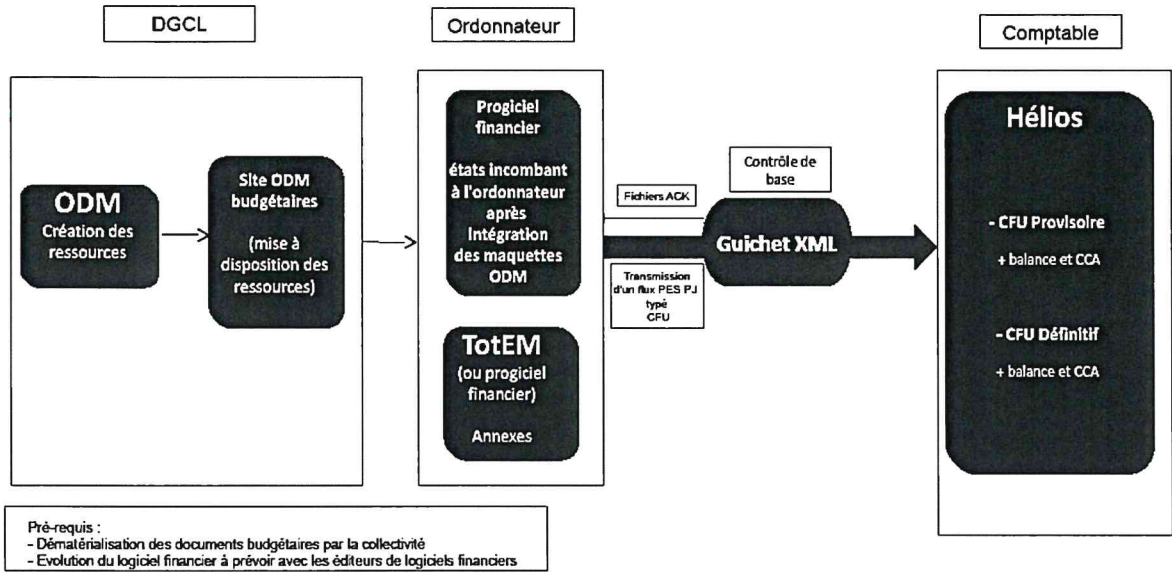 DGCL
Ordonnateur
Comptable
ODM
Création des
ressources
Site ODM
budgétaires
(mise à
disposition des
ressources)
Progiciel
financier
états incombant
à l'ordonnateur
après
Intégration
des maquettes
ODM
TotEM
(ou progiciel
financier)
Annexes
Fichiers ACK
Transmission
d'un flux PES PJ
typé
CFU
Contrôle de
base
Guichet XML
Hélios
- CFU Provisoire
+ balance et CCA
- CFU Définitif
+ balance et CCA
Pré-requis :
- Dématérialisation des documents budgétaires par la collectivité
- Evolution du logiciel financier à prévoir avec les éditeurs de logiciels financiers